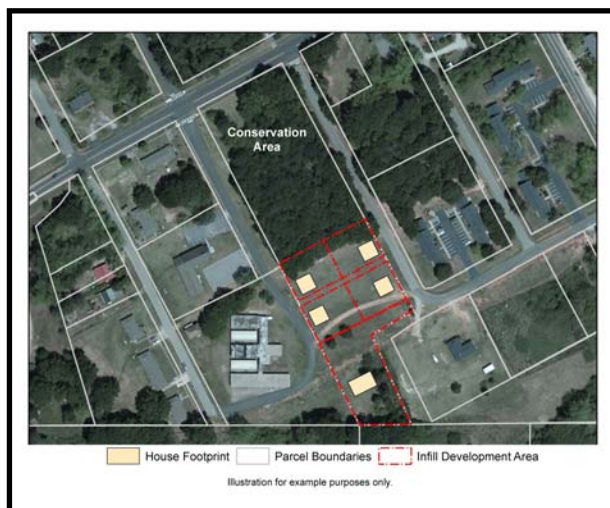 Conservation
Area
House Footprint
Parcel Boundaries
Infill Development Area
Illustration for example purposes only.